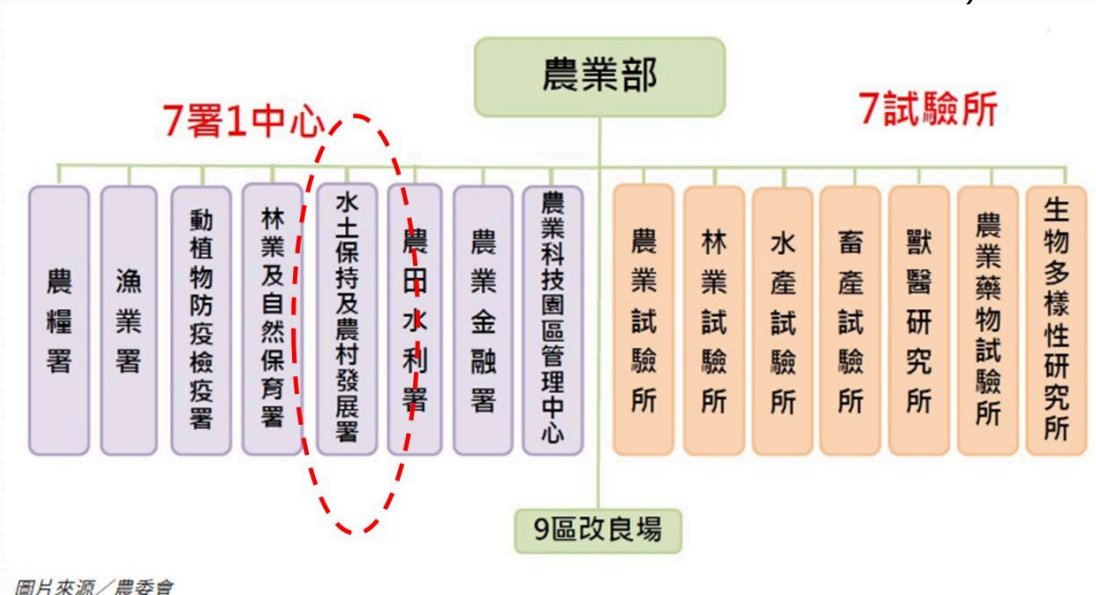 農業部
7署1中心
7試驗所
農糧署
漁業署
動植物防疫檢疫署
林業及自然保育署
水土保持及農村發展署
農田水利署
農業金融署
農業科技園區管理中心
農業試驗所
林業試驗所
水產試驗所
畜產試驗所
獸醫研究所
農業藥物試驗所
生物多樣性研究所
9區改良場
圖片來源／農委會